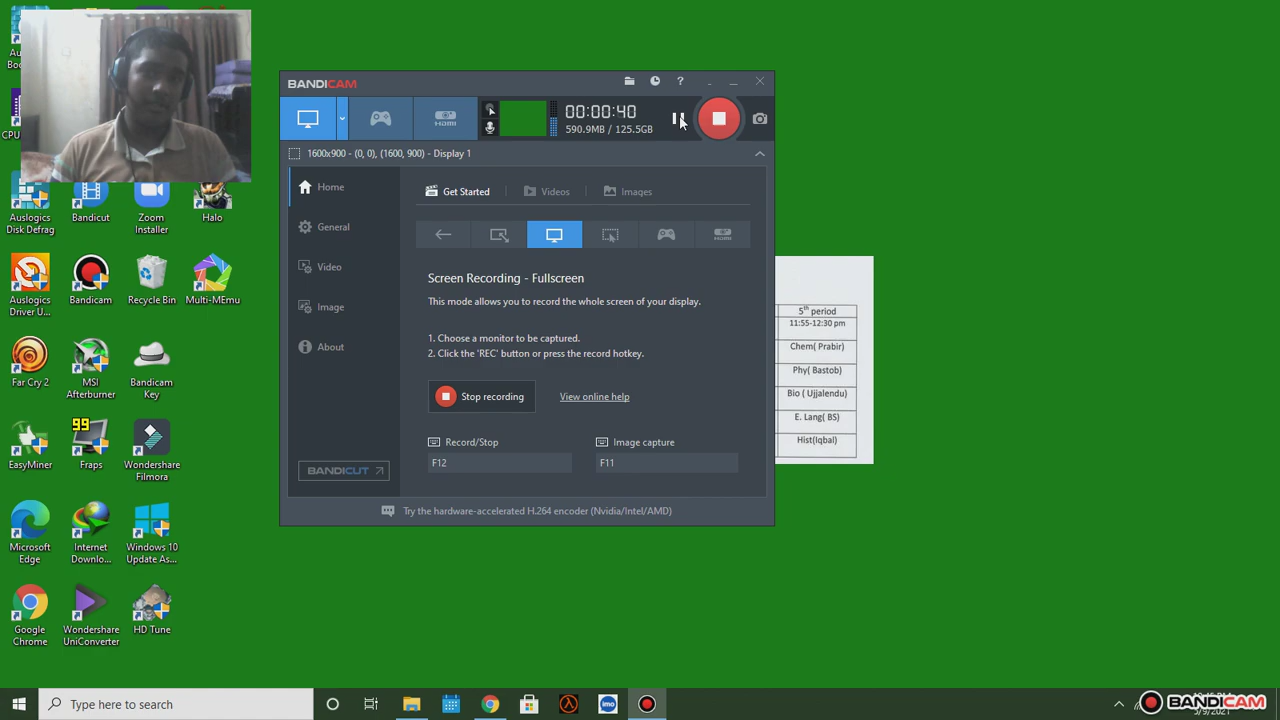 BANDICAM
00:00:40
590.9MB / 125.5GB
HDMI
1600x900 - (0, 0), (1600, 900) - Display 1
Home
General
Video
Image
About
BANDICUT
Get Started
Videos
Images
HDMI
Screen Recording - Fullscreen
This mode allows you to record the whole screen of your display.
1. Choose a monitor to be captured.
2. Click the 'REC' button or press the record hotkey.
Stop recording
View online help
Record/Stop
Image capture
F12
F11
Try the hardware-accelerated H.264 encoder (Nvidia/Intel/AMD)
5th period
11:55-12:30 pm
Chem( Prabir)
Phy( Bastob)
Bio ( Ujjalendu)
E. Lang( BS)
Hist(Iqbal)
CPU
Auslogics
Disk Defrag
Bandicut
Zoom
Installer
Halo
Auslogics
Driver U...
Bandicam
Recycle Bin
Multi-MEmu
Far Cry 2
MSI
Afterburner
Bandicam
Key
99
EasyMiner
Fraps
Wondershare
Filmora
Microsoft
Edge
Internet
Downlo...
Windows 10
Update As...
Google
Chrome
Wondershare
UniConverter
HD Tune
Type here to search
imo
BANDICAM